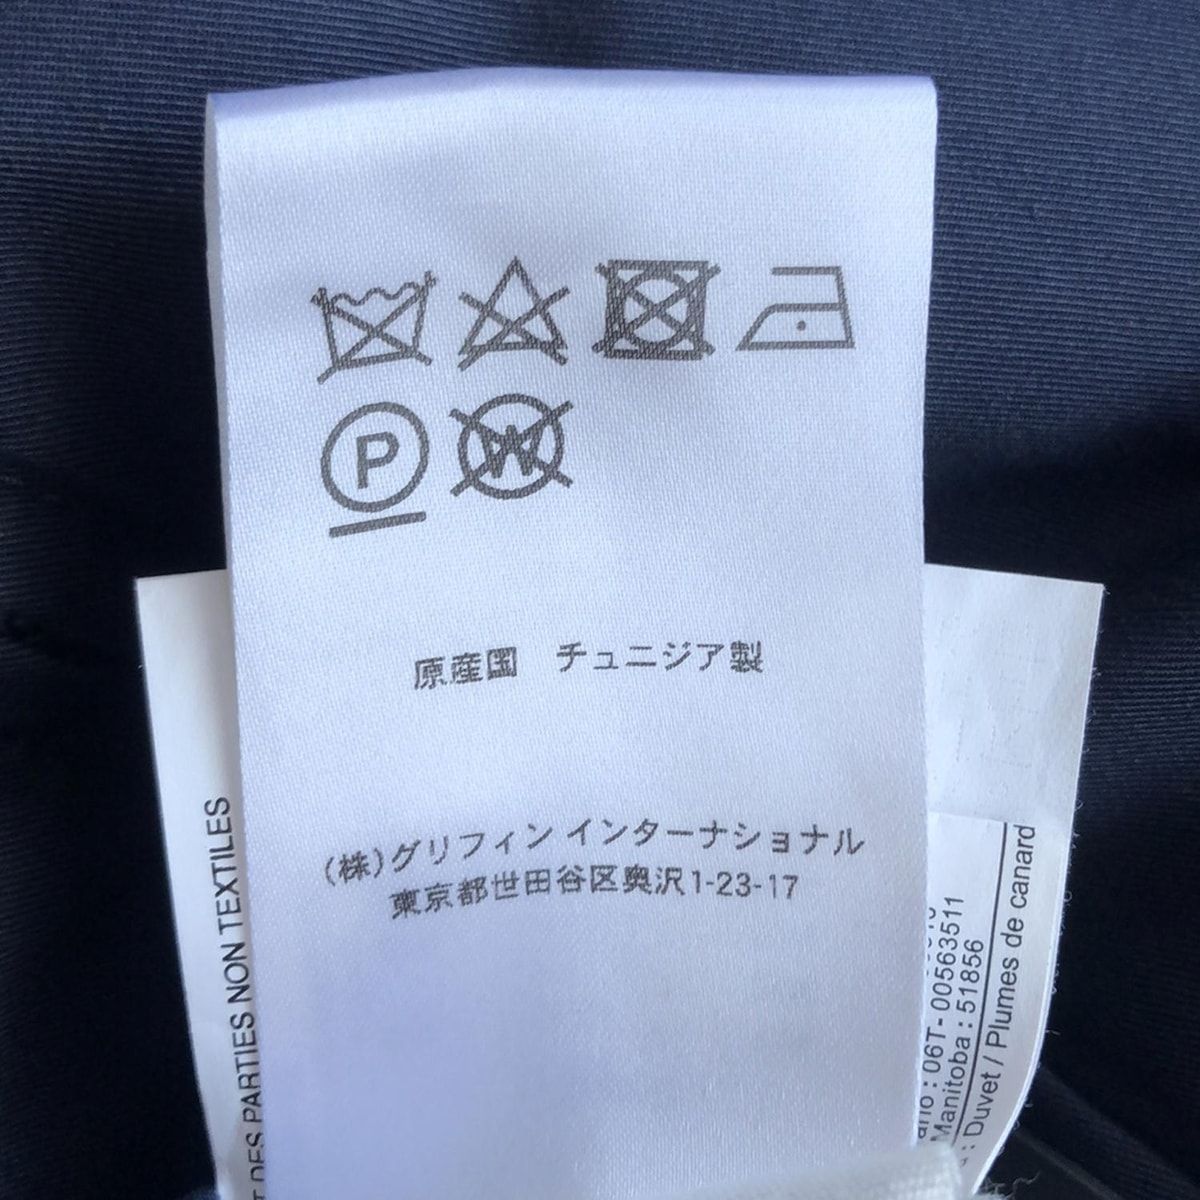 P
W
原産国 チュニジア製
(株)グリフィン インターナショナル
東京都世田谷区奥沢1-23-17
DES PARTIES NON TEXTILES
06T-00563511
Manitoba : 51856
: Duvet / Plumes de canard